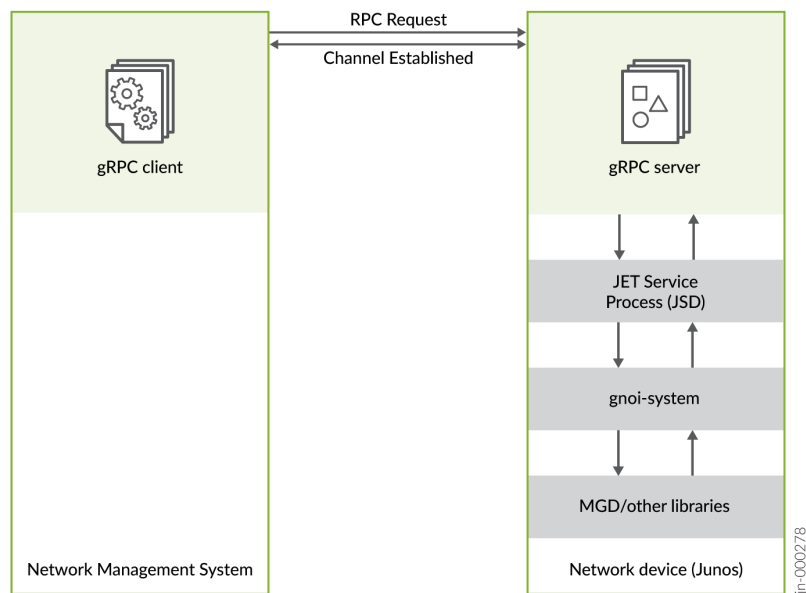 RPC Request
Channel Established
gRPC client
gRPC server
JET Service
Process (JSD)
gnoi-system
MGD/other libraries
Network Management System
Network device (Junos)
jn-000278